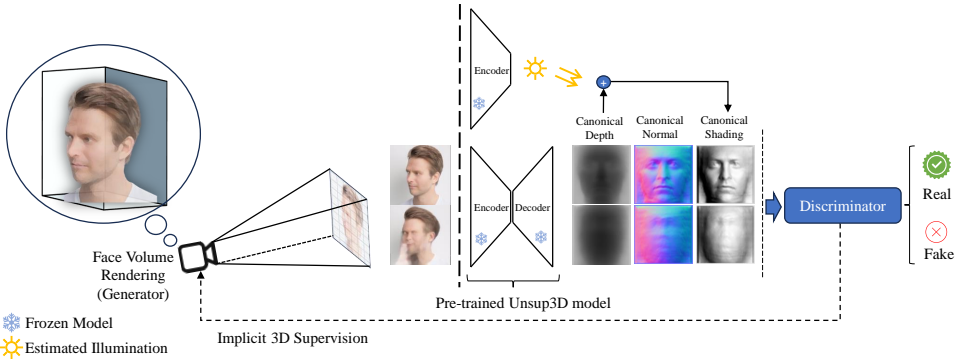 Encoder
Canonical
Depth
Canonical
Normal
Canonical
Shading
Encoder
Decoder
Discriminator
Real
Fake
Face Volume
Rendering
(Generator)
Pre-trained Unsup3D model
Frozen Model
Implicit 3D Supervision
Estimated Illumination